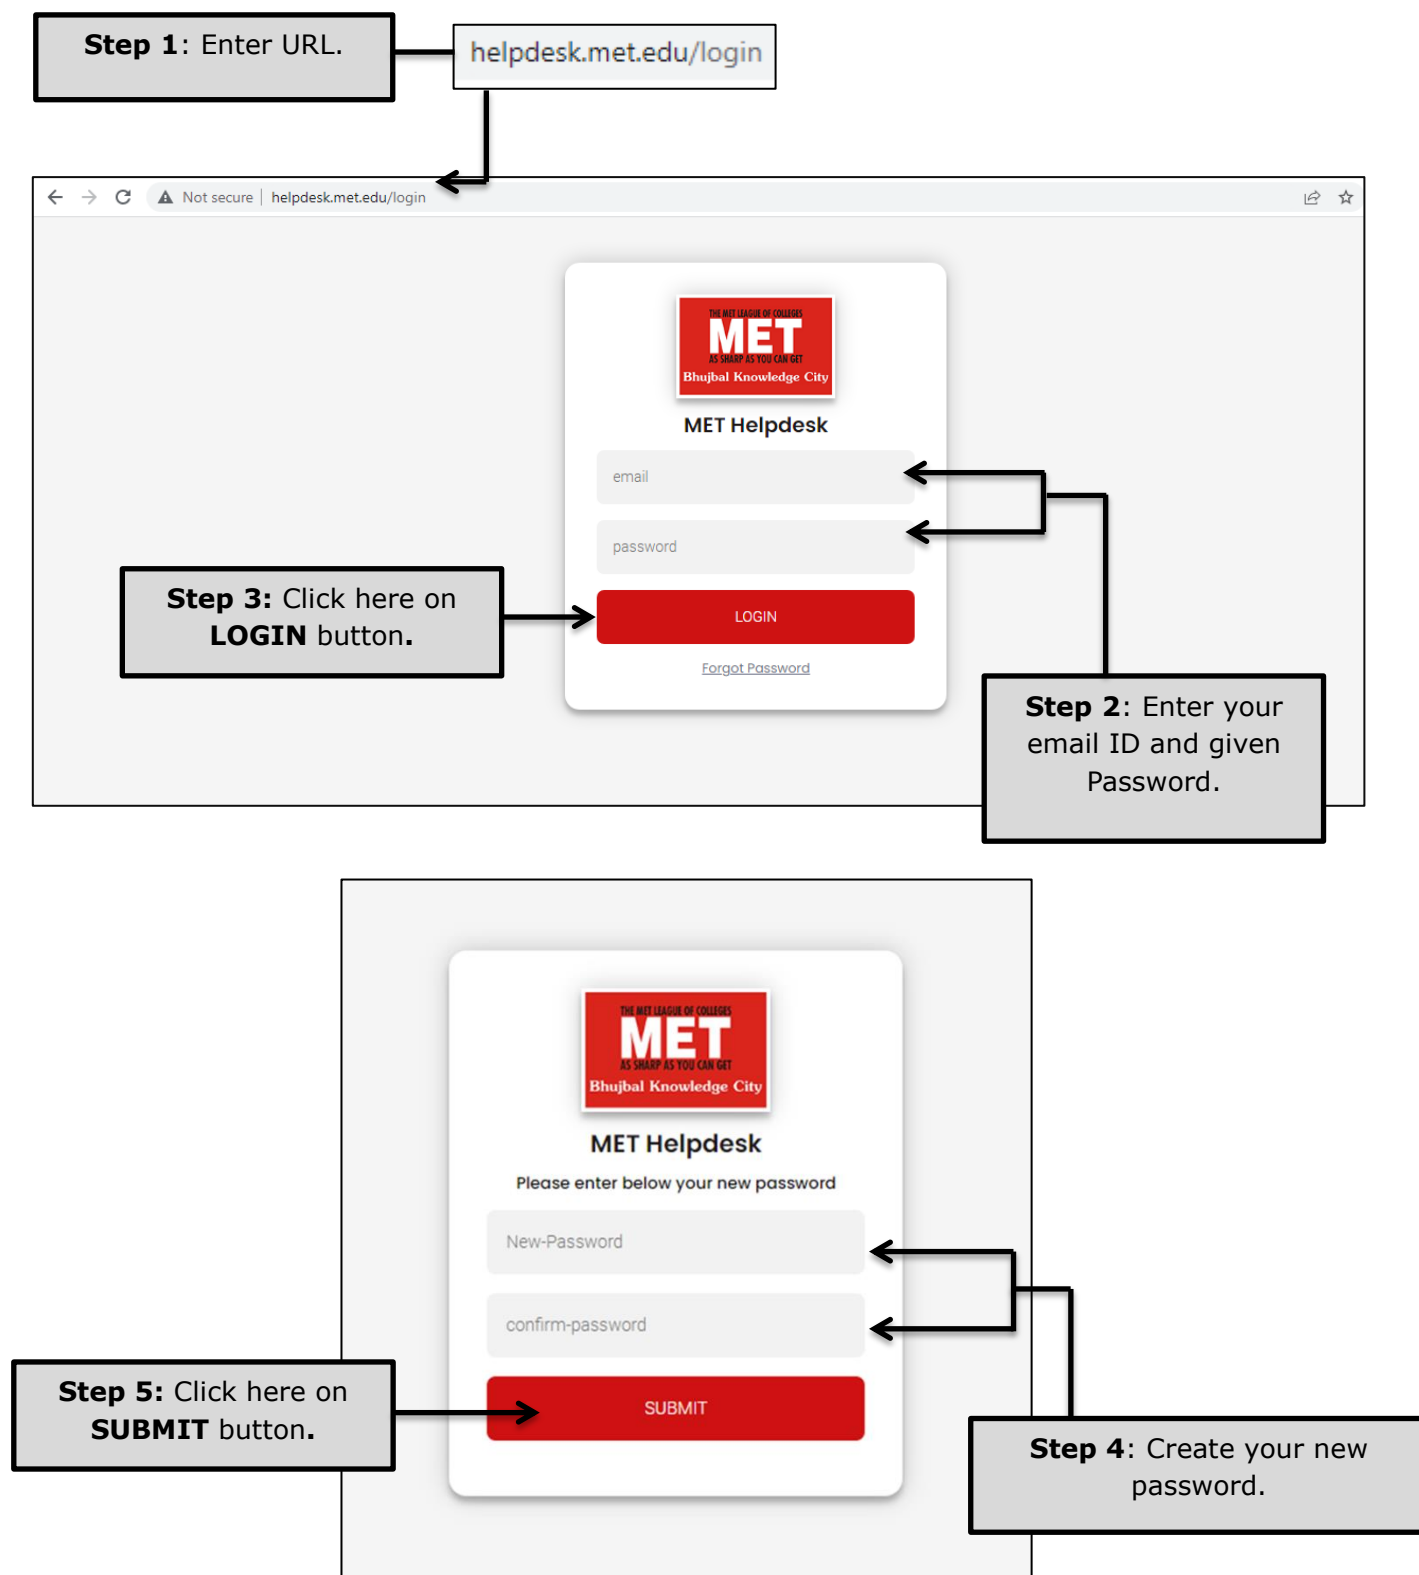 Step 1: Enter URL.
helpdesk.met.edu/login
Not secure | helpdesk.met.edu/login
THE MET LEAGUE OF COLLEGES
MET
AS SHARP AS YOU CAN GET
Bhujbal Knowledge City
MET Helpdesk
email
password
Step 3: Click here on
LOGIN button.
LOGIN
Forgot Password
Step 2: Enter your
email ID and given
Password.
THE MET LEAGUE OF COLLEGES
MET
AS SHARP AS YOU CAN GET
Bhujbal Knowledge City
MET Helpdesk
Please enter below your new password
New-Password
confirm-password
Step 5: Click here on
SUBMIT button.
SUBMIT
Step 4: Create your new
password.